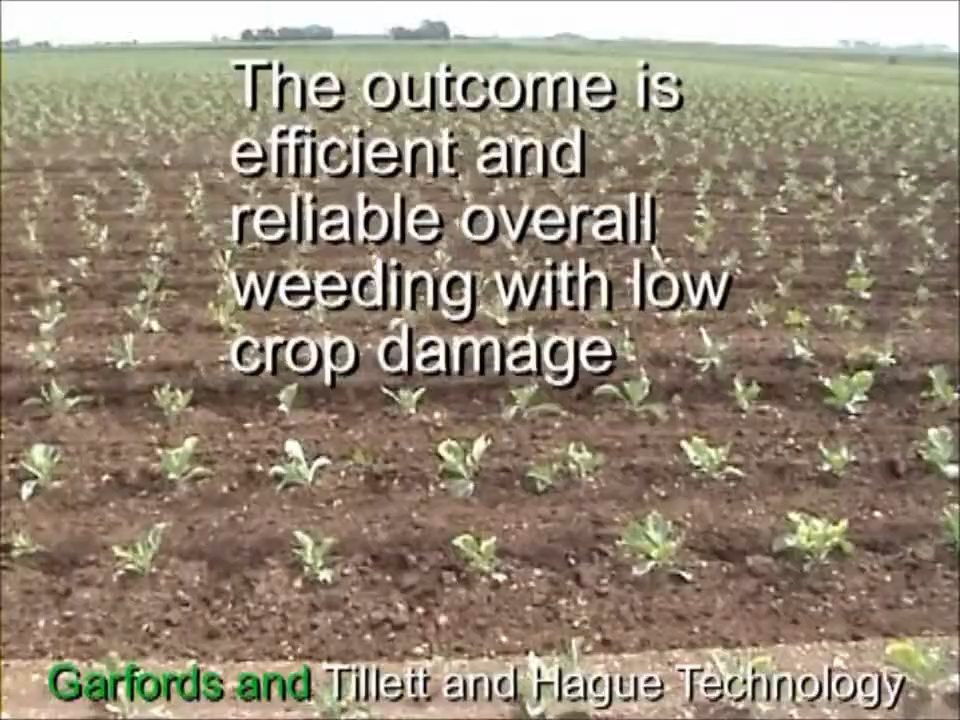 The outcome is
efficient and
reliable overall
weeding with low
crop damage
Garfords and Tillett and Hague Technology